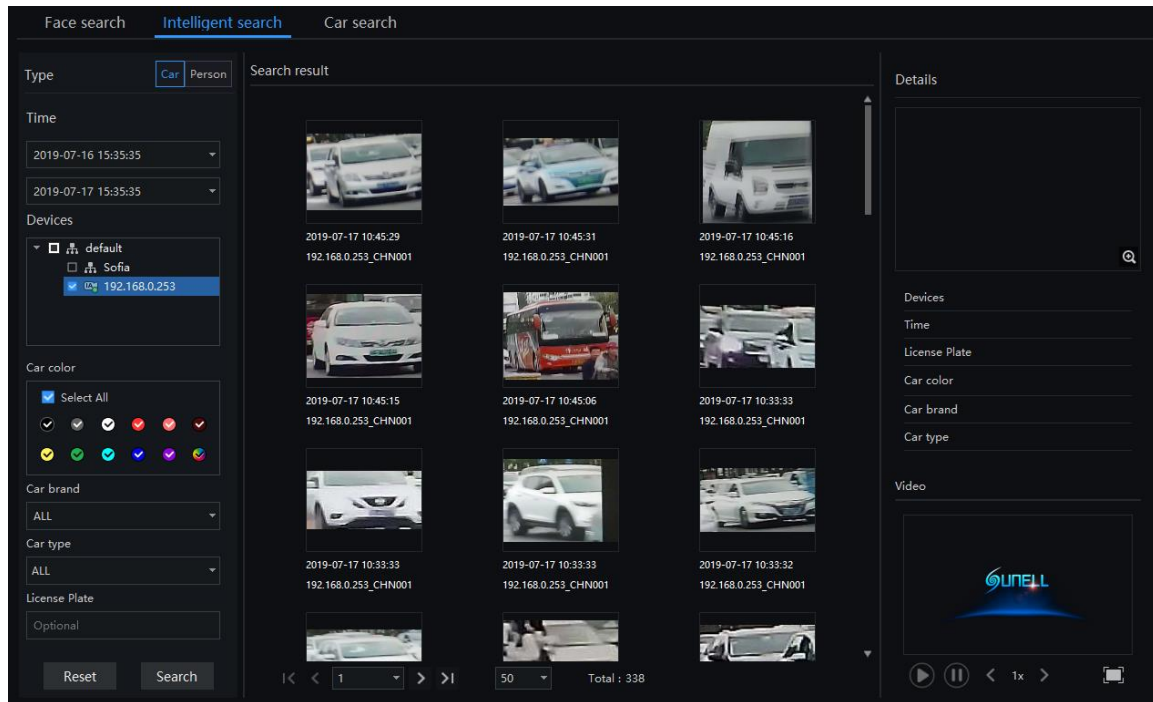 Face search Intelligent search Car search
Type Car Person
Time
2019-07-16 15:35:35
2019-07-17 15:35:35
Devices
default
Sofia
192.168.0.253
Car color
Select All
Car brand
ALL
Car type
ALL
License Plate
Optional
Reset Search
Search result
2019-07-17 10:45:29 2019-07-17 10:45:31 2019-07-17 10:45:16
192.168.0.253_CHN001 192.168.0.253_CHN001 192.168.0.253_CHN001
2019-07-17 10:45:15 2019-07-17 10:45:06 2019-07-17 10:33:33
192.168.0.253_CHN001 192.168.0.253_CHN001 192.168.0.253_CHN001
2019-07-17 10:33:33 2019-07-17 10:33:33 2019-07-17 10:33:32
192.168.0.253_CHN001 192.168.0.253_CHN001 192.168.0.253_CHN001
1 50 Total : 338
Details
Devices
Time
License Plate
Car color
Car brand
Car type
Video
SUNELL
1x